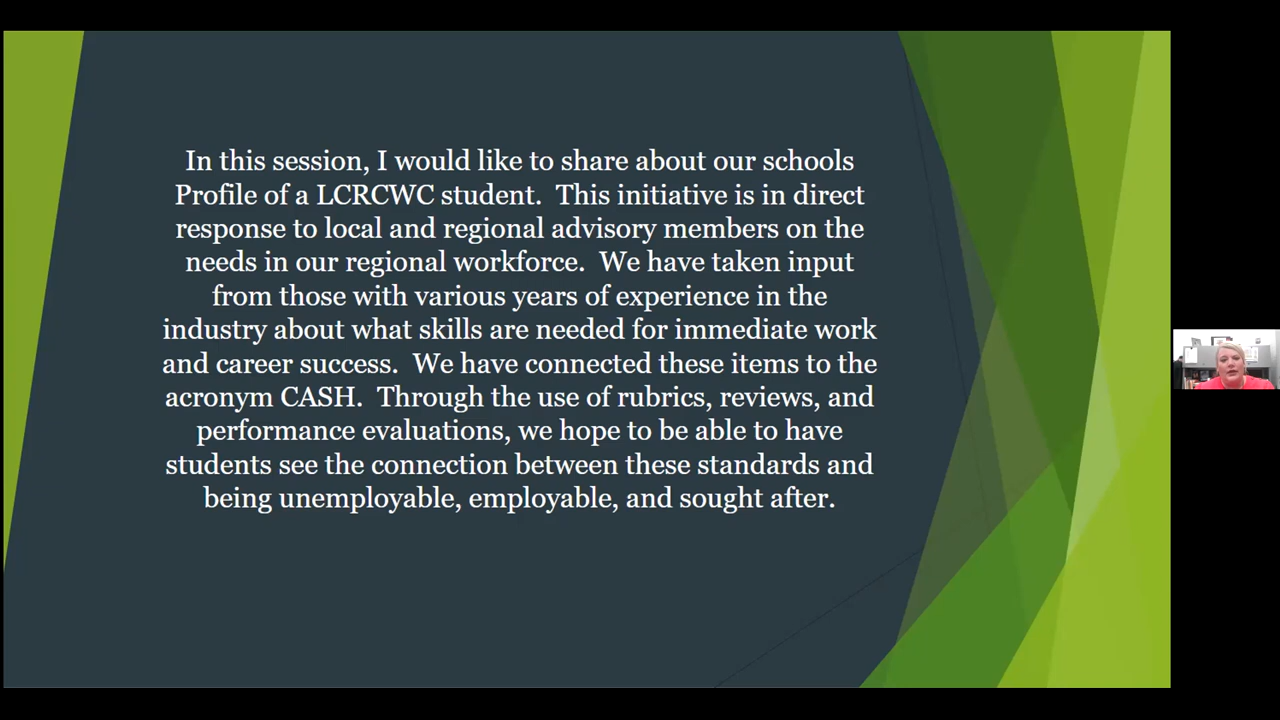 In this session, I would like to share about our schools
Profile of a LCRCWC student.  This initiative is in direct
response to local and regional advisory members on the
needs in our regional workforce.  We have taken input
from those with various years of experience in the
industry about what skills are needed for immediate work
and career success.  We have connected these items to the
acronym CASH.  Through the use of rubrics, reviews, and
performance evaluations, we hope to be able to have
students see the connection between these standards and
being unemployable, employable, and sought after.